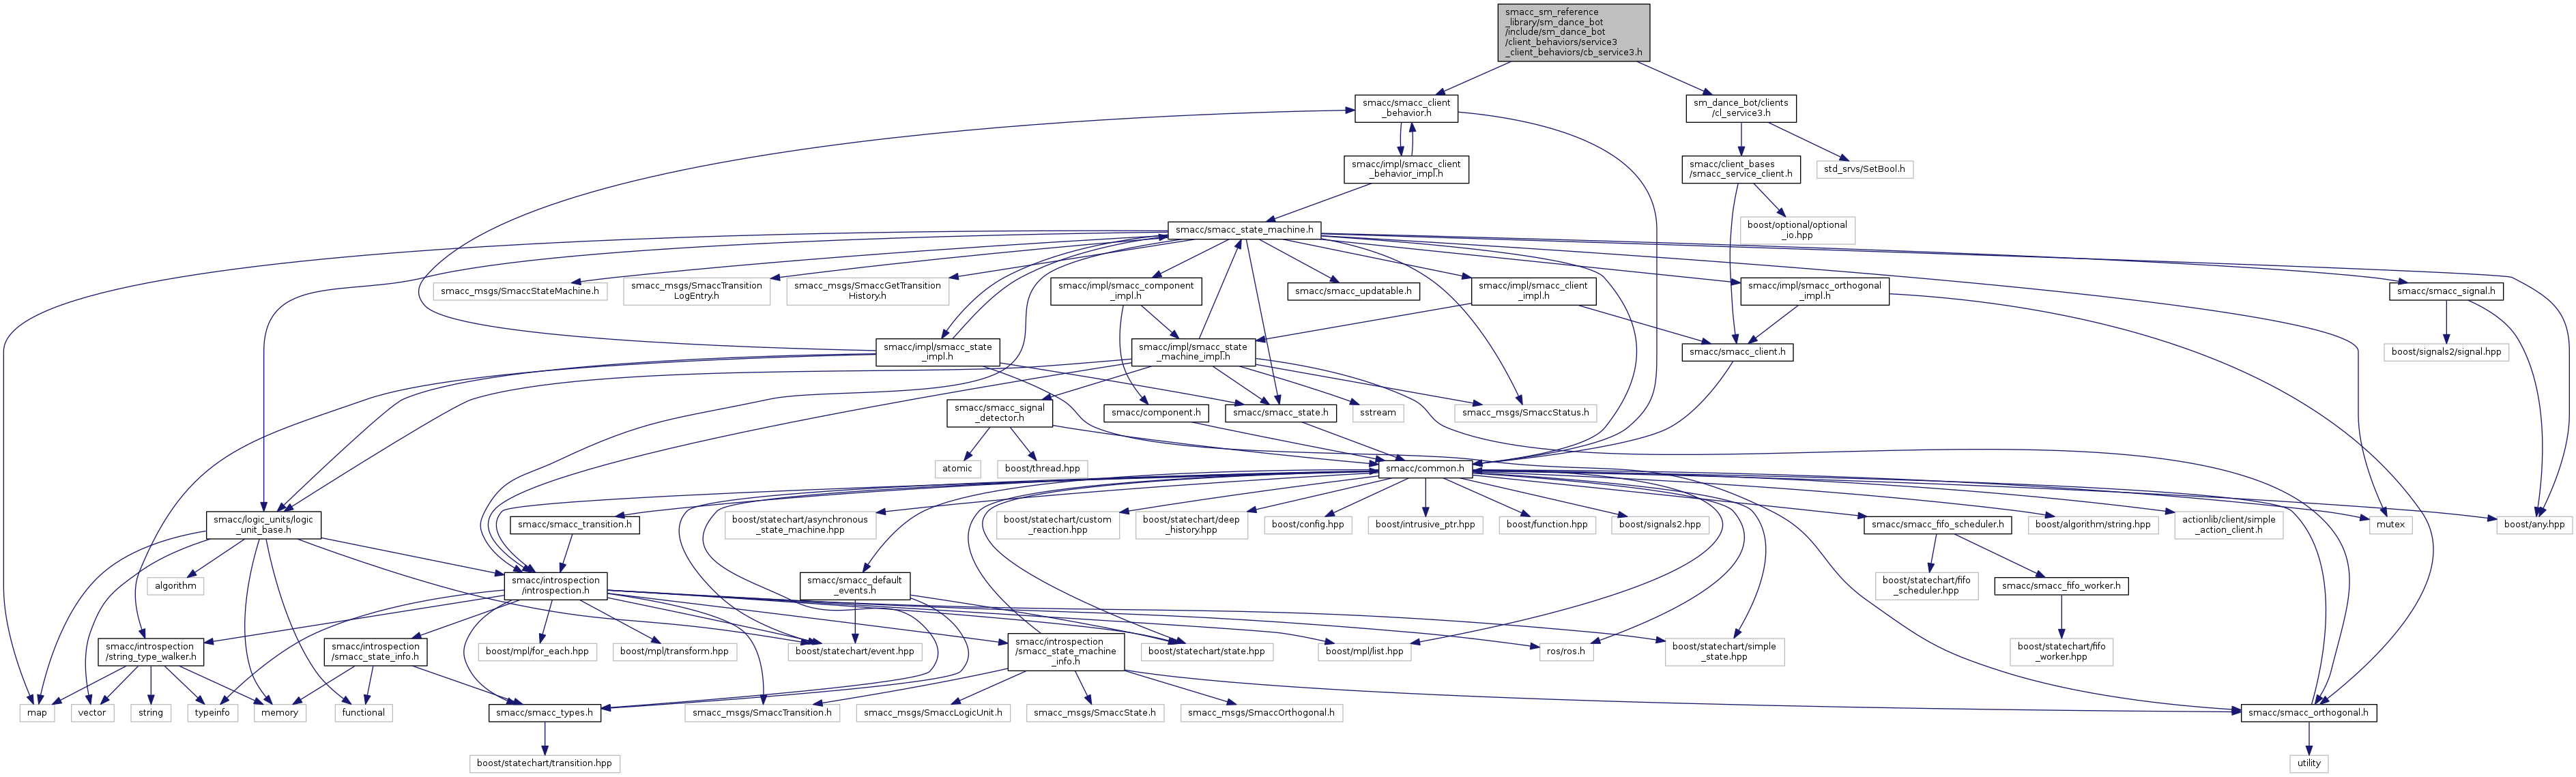 smacc_sm_reference
_library/sm_dance_bot
/include/sm_dance_bot
/client_behaviors/service3
_client_behaviors/cb_service3.h
smacc/smacc_client
_behavior.h
sm_dance_bot/clients
/cl_service3.h
smacc/impl/smacc_client
_behavior_impl.h
smacc/client_bases
/smacc_service_client.h
std_srvs/SetBool.h
smacc/smacc_state_machine.h
boost/optional/optional
_io.hpp
smacc_msgs/SmaccStateMachine.h
smacc_msgs/SmaccTransition
LogEntry.h
smacc_msgs/SmaccGetTransition
History.h
smacc/impl/smacc_component
_impl.h
smacc/smacc_updatable.h
smacc/impl/smacc_client
_impl.h
smacc/impl/smacc_orthogonal
_impl.h
smacc/smacc_signal.h
smacc/impl/smacc_state
_impl.h
smacc/impl/smacc_state
_machine_impl.h
smacc/smacc_client.h
boost/signals2/signal.hpp
smacc/smacc_signal
_detector.h
smacc/component.h
smacc/smacc_state.h
sstream
smacc_msgs/SmaccStatus.h
atomic
boost/thread.hpp
smacc/common.h
smacc/logic_units/logic
_unit_base.h
smacc/smacc_transition.h
boost/statechart/asynchronous
_state_machine.hpp
boost/statechart/custom
_reaction.hpp
boost/statechart/deep
_history.hpp
boost/config.hpp
boost/intrusive_ptr.hpp
boost/function.hpp
boost/signals2.hpp
smacc/smacc_fifo_scheduler.h
boost/algorithm/string.hpp
actionlib/client/simple
_action_client.h
mutex
boost/any.hpp
algorithm
smacc/introspection
/introspection.h
smacc/smacc_default
_events.h
boost/statechart/fifo
_scheduler.hpp
smacc/smacc_fifo_worker.h
smacc/introspection
/string_type_walker.h
smacc/introspection
/smacc_state_info.h
boost/mpl/for_each.hpp
boost/mpl/transform.hpp
boost/statechart/event.hpp
smacc/introspection
/smacc_state_machine
_info.h
boost/statechart/state.hpp
boost/mpl/list.hpp
ros/ros.h
boost/statechart/simple
_state.hpp
boost/statechart/fifo
_worker.hpp
map
vector
string
typeinfo
memory
functional
smacc/smacc_types.h
smacc_msgs/SmaccTransition.h
smacc_msgs/SmaccLogicUnit.h
smacc_msgs/SmaccState.h
smacc_msgs/SmaccOrthogonal.h
smacc/smacc_orthogonal.h
boost/statechart/transition.hpp
utility